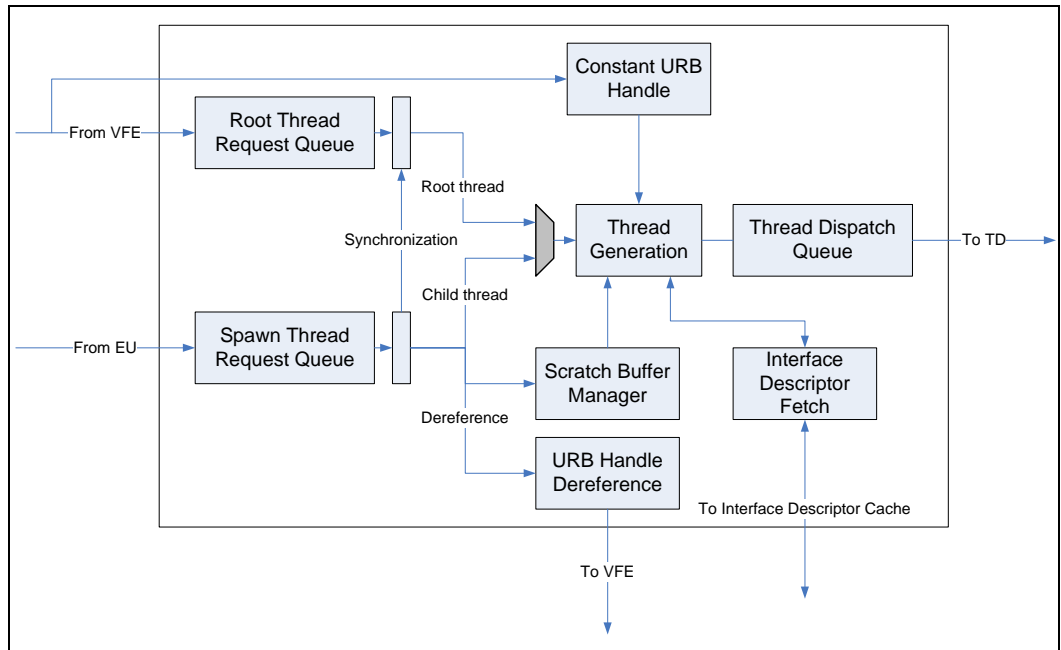 Constant URB
Handle
From VFE
Root Thread
Request Queue
Root thread
Synchronization
Thread
Generation
Thread Dispatch
Queue
To TD
Child thread
From EU
Spawn Thread
Request Queue
Scratch Buffer
Manager
Interface
Descriptor
Fetch
Dereference
URB Handle
Dereference
To Interface Descriptor Cache
To VFE